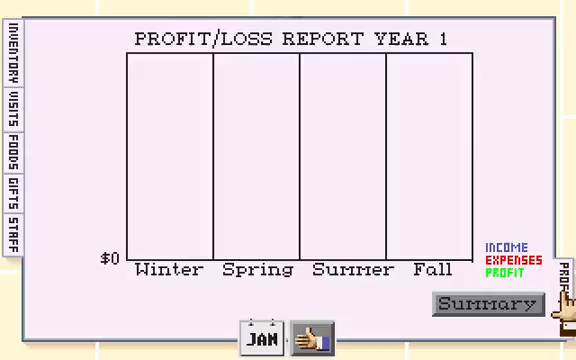 PROFIT/LOSS REPORT YEAR 1
INVENTORY
VISITS
FOODS
GIFTS
STAFF
$0
Winter Spring Summer Fall
INCOME
EXPENSES
PROFIT
Summary
JAN